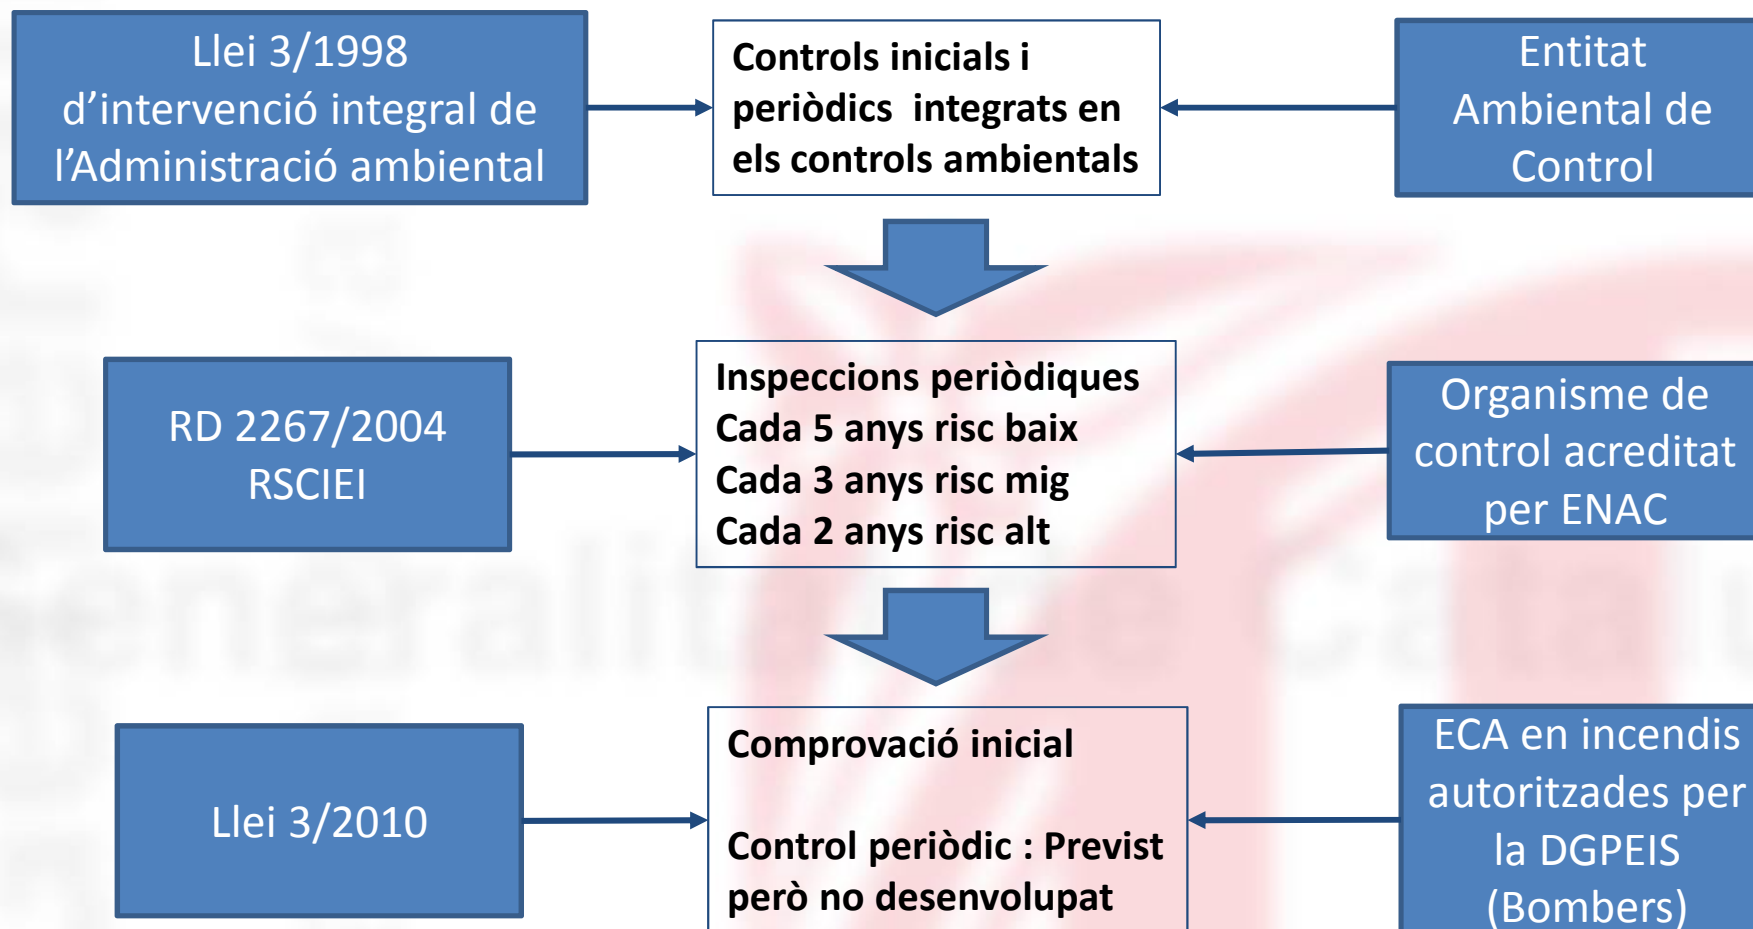 Llei 3/1998
d’intervenció integral de
l’Administració ambiental
Controls inicials i
periòdics integrats en
els controls ambientals
Entitat
Ambiental de
Control
RD 2267/2004
RSCIEI
Inspeccions periòdiques
Cada 5 anys risc baix
Cada 3 anys risc mig
Cada 2 anys risc alt
Organisme de
control acreditat
per ENAC
Llei 3/2010
Comprovació inicial
Control periòdic : Previst
però no desenvolupat
ECA en incendis
autoritzades per
la DGPEIS
(Bombers)